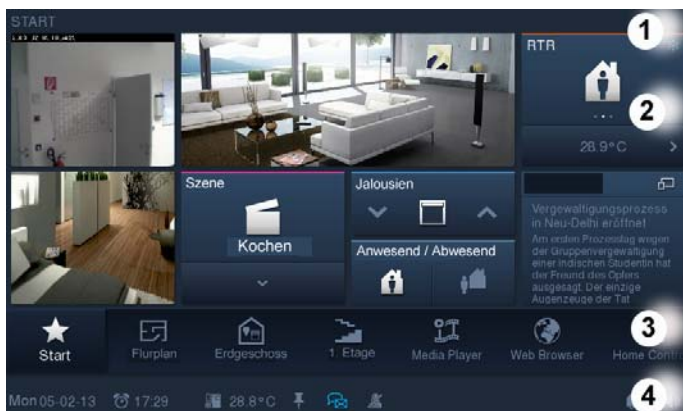 START
1
RTR
2
28.9°C
Szene
Kochen
Jalousien
Anwesend / Abwesend
Vergewaltigungsprozess
in Neu-Delhi eröffnet
Am ersten Prozesstag wegen
der Gruppenvergewaltigung
einer indischen Studentin hat
der Freund des Opfers
ausgesagt. Der einzige
Augenzeuge der Tat
3
Start
Flurplan
Erdgeschoss
1. Etage
Media Player
Web Browser
Home Contro
4
Mon 05-02-13
17:29
28.8°C